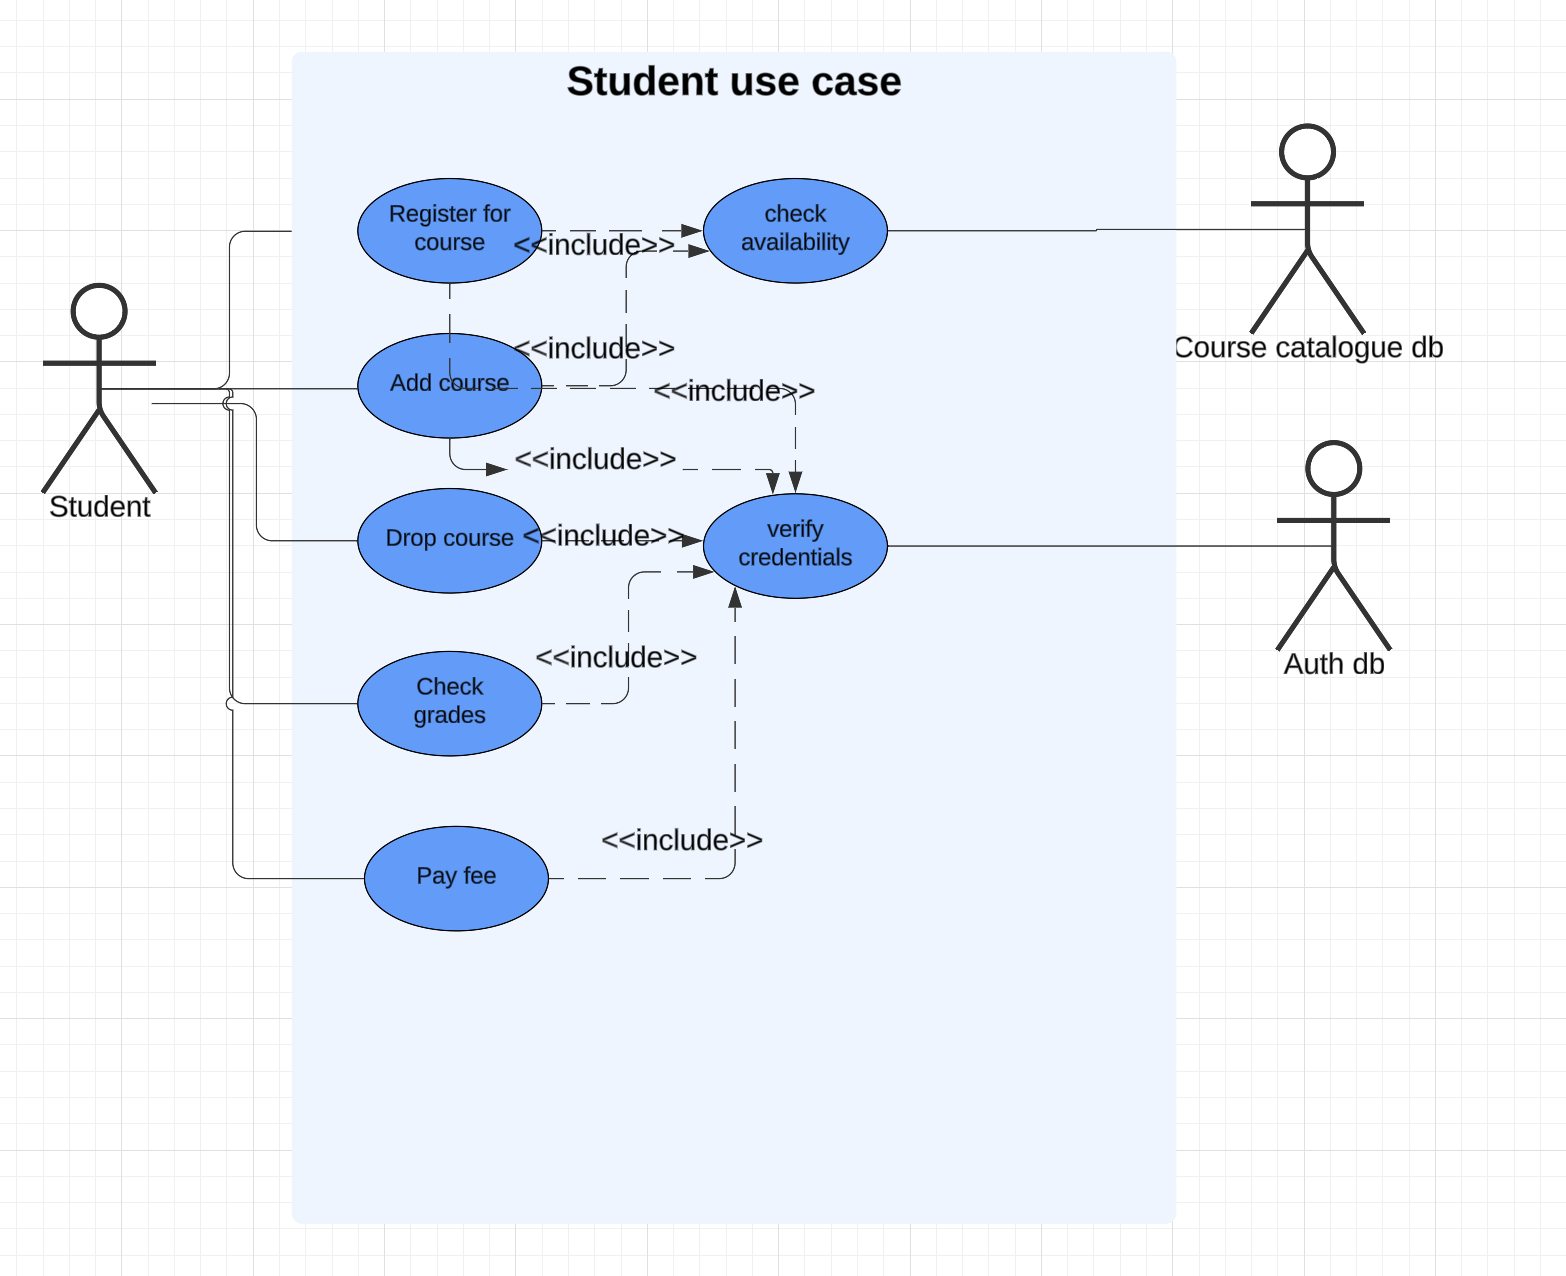 Student use case
Register for
course
<<include>>
check
availability
Course catalogue db
<<include>>
Add course
<<include>>
<<include>>
Student
Drop course
<<include>>
verify
credentials
Auth db
<<include>>
Check
grades
<<include>>
Pay fee